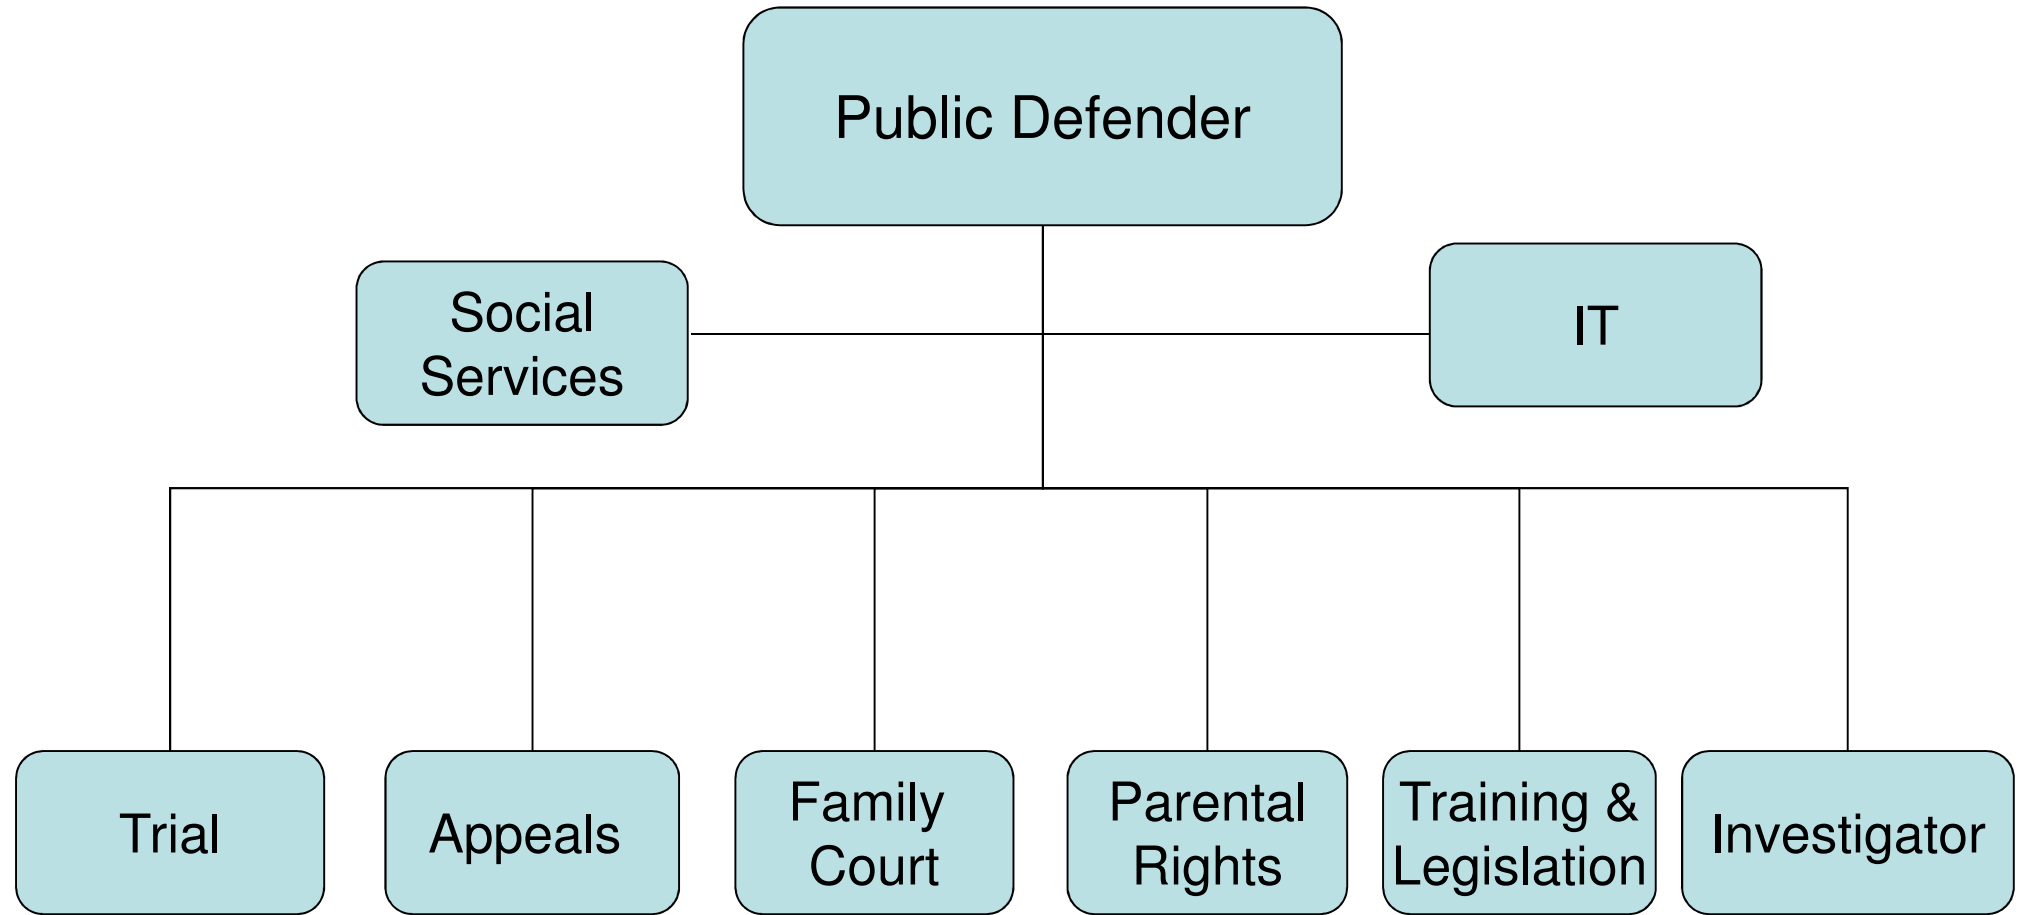 Public Defender
Social
Services
IT
Trial
Appeals
Family
Court
Parental
Rights
Training &
Legislation
Investigator